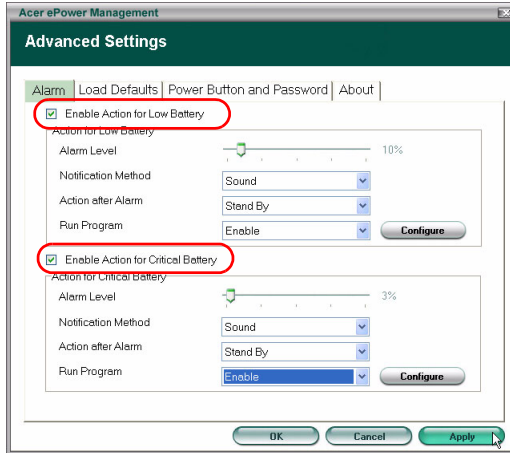 Acer ePower Management
Advanced Settings
Alarm Load Defaults Power Button and Password About
Enable Action for Low Battery
Action for Low Battery
Alarm Level 10%
Notification Method Sound
Action after Alarm Stand By
Run Program Enable Configure
Enable Action for Critical Battery
Action for Critical Battery
Alarm Level 3%
Notification Method Sound
Action after Alarm Stand By
Run Program Enable Configure
OK Cancel Apply